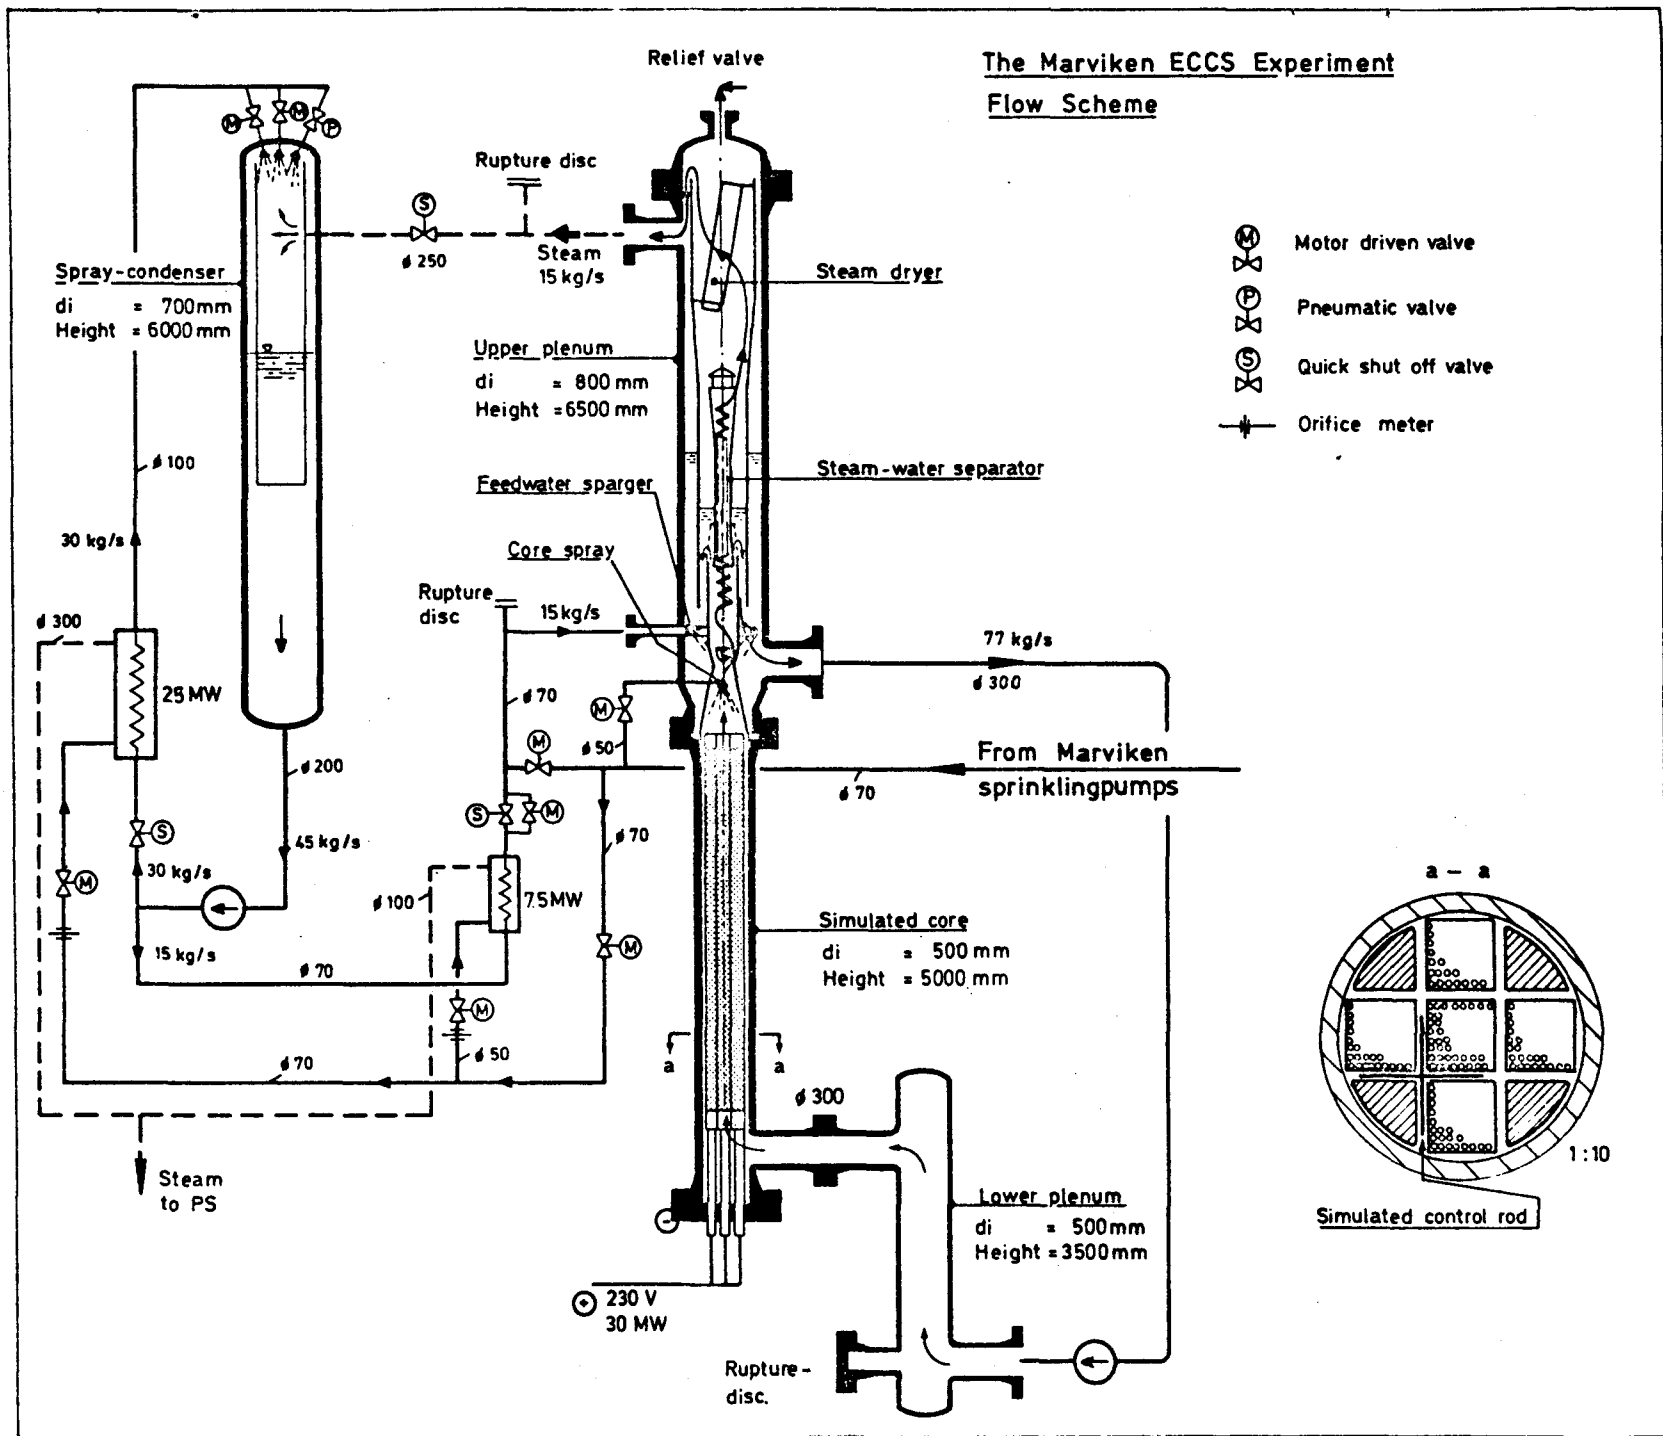 The Marviken ECCS Experiment
Flow Scheme
Relief valve
M
M
P
Rupture disc
S
ø 250
Steam
15 kg/s
M
Motor driven valve
P
Pneumatic valve
S
Quick shut off valve
Orifice meter
Spray-condenser
di = 700mm
Height = 6000mm
Steam dryer
Upper plenum
di = 800 mm
Height = 6500 mm
ø 100
Steam-water separator
Feedwater sparger
30 kg/s
Core spray
Rupture
disc
15 kg/s
ø 300
77 kg/s
ø 300
25 MW
ø 70
M
ø 50
M
From Marviken
sprinklingpumps
ø 70
ø 200
S
M
ø 70
S
45 kg/s
30 kg/s
M
ø 100
7.5 MW
15 kg/s
ø 70
M
M
ø 50
ø 70
Simulated core
di = 500 mm
Height = 5000 mm
a
a
a - a
1:10
Simulated control rod
ø 300
Steam
to PS
Lower plenum
di = 500mm
Height = 3500mm
-
+
230 V
30 MW
Rupture-
disc.